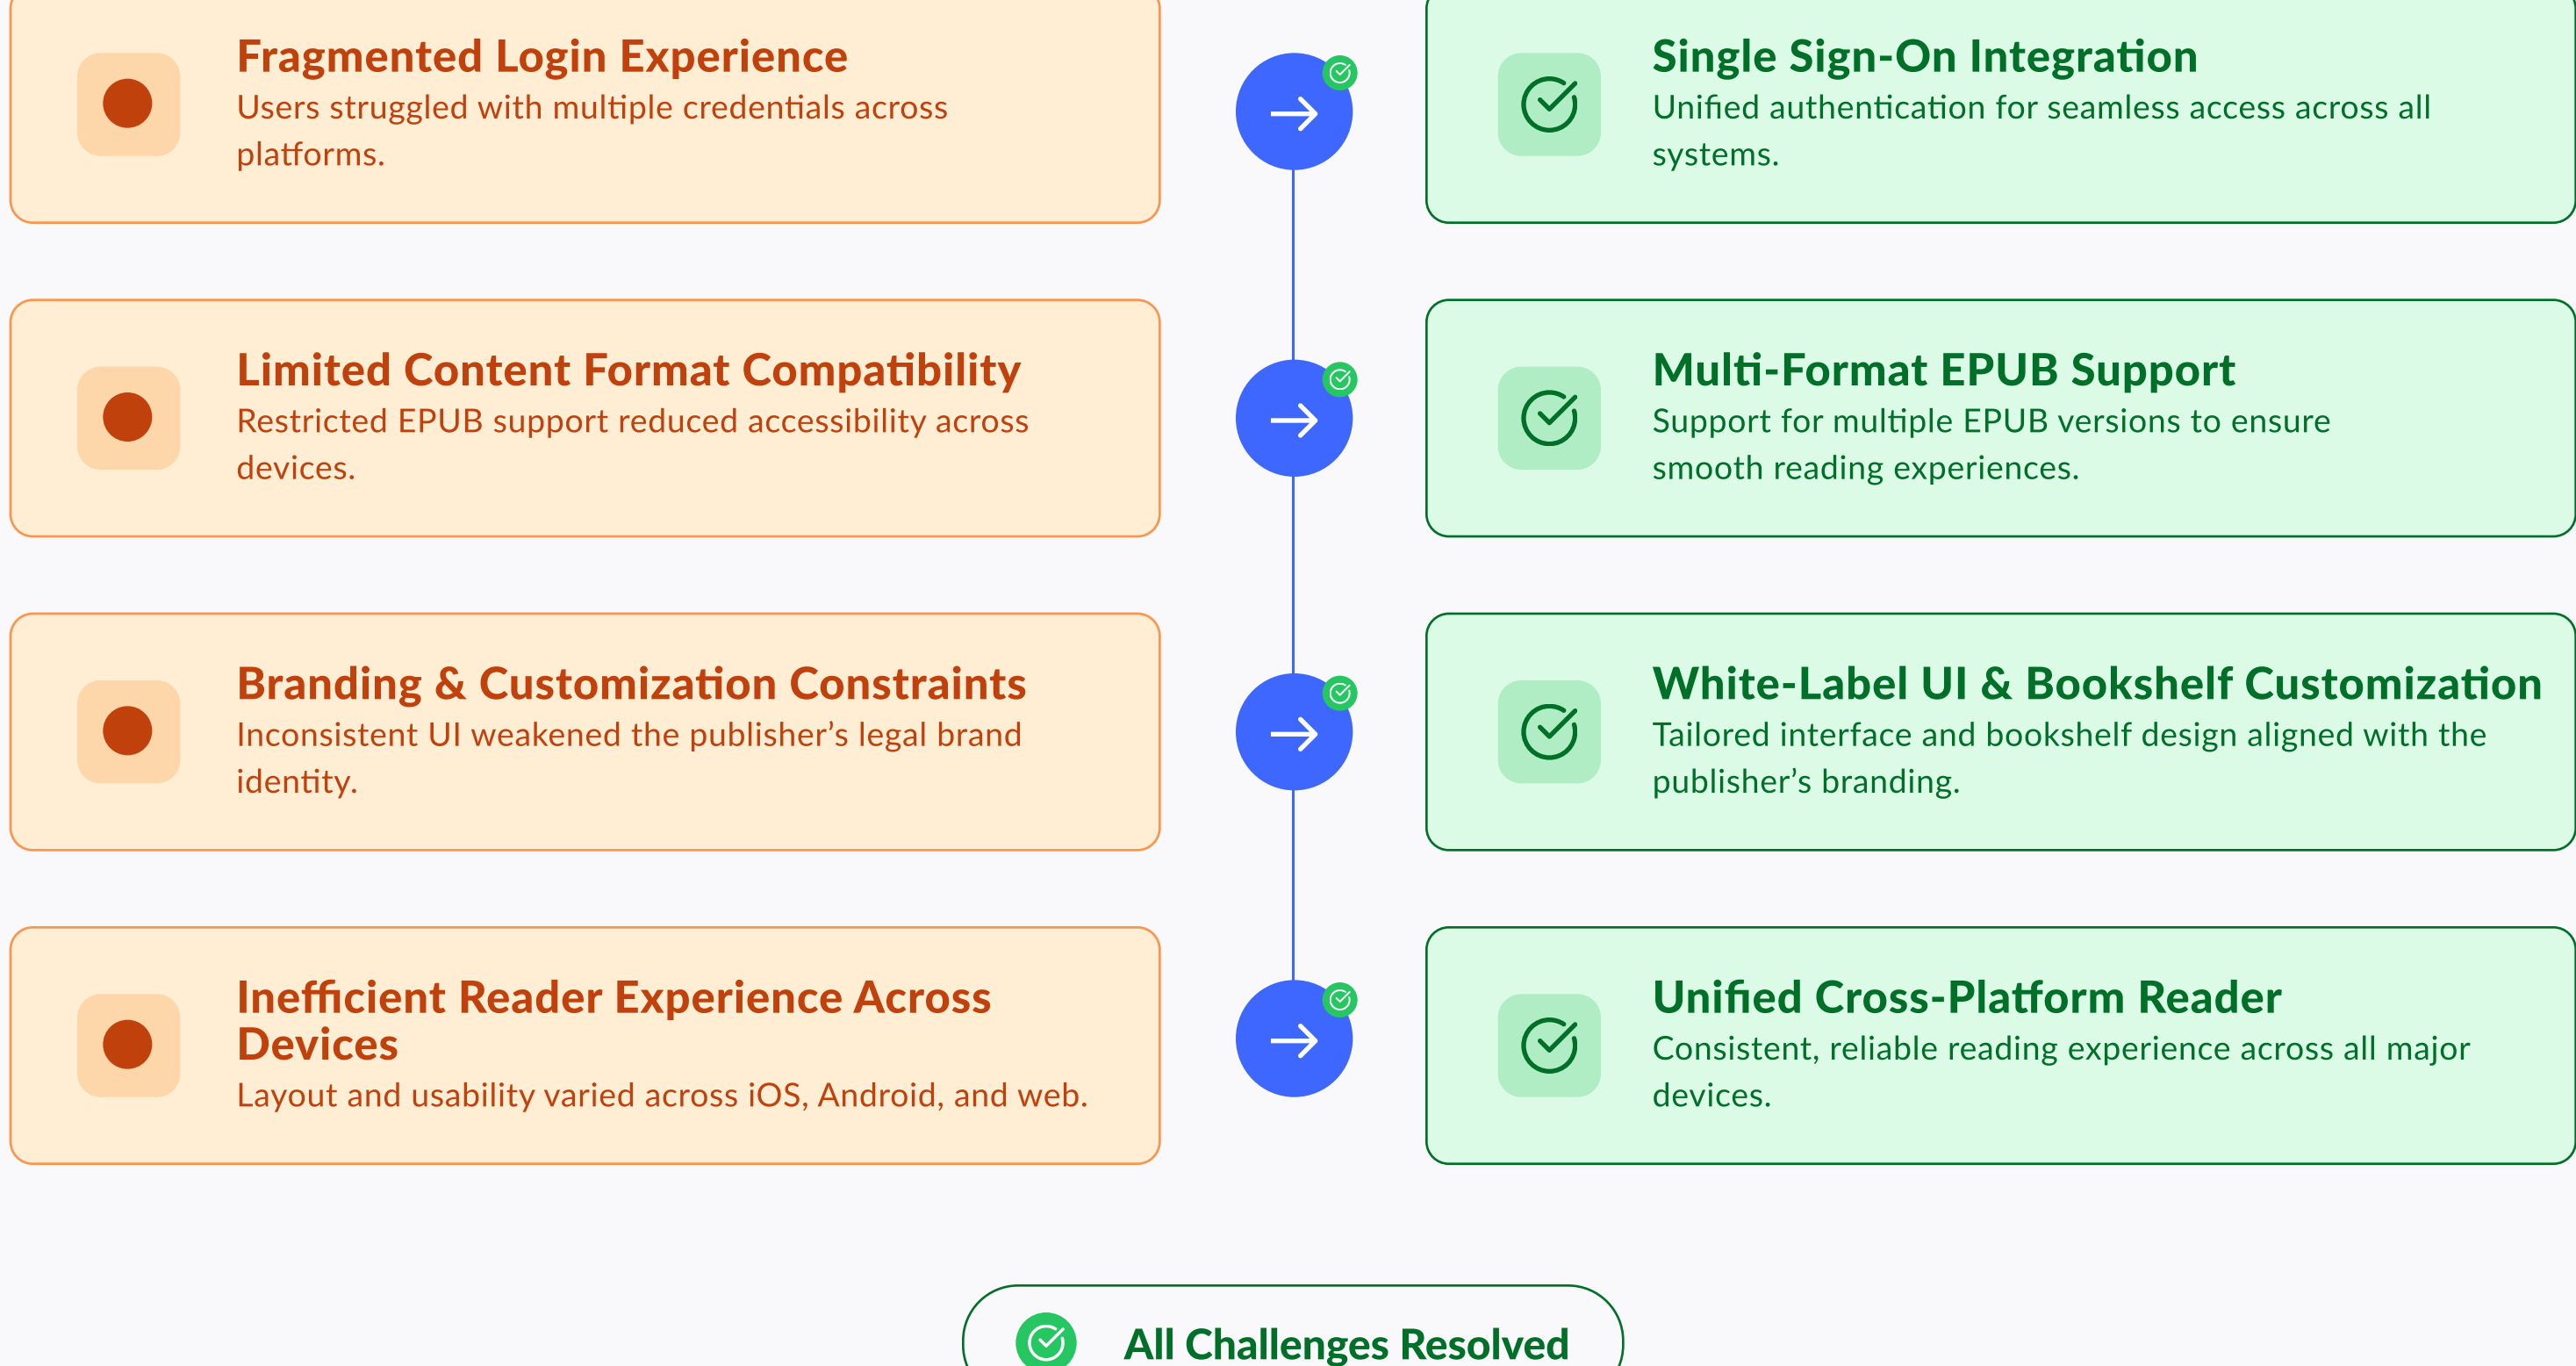 Fragmented Login Experience
Users struggled with multiple credentials across
platforms.
Single Sign-On Integration
Unified authentication for seamless access across all
systems.
Limited Content Format Compatibility
Restricted EPUB support reduced accessibility across
devices.
Multi-Format EPUB Support
Support for multiple EPUB versions to ensure
smooth reading experiences.
Branding & Customization Constraints
Inconsistent UI weakened the publisher’s legal brand
identity.
White-Label UI & Bookshelf Customization
Tailored interface and bookshelf design aligned with the
publisher’s branding.
Inefficient Reader Experience Across
Devices
Layout and usability varied across iOS, Android, and web.
Unified Cross-Platform Reader
Consistent, reliable reading experience across all major
devices.
All Challenges Resolved